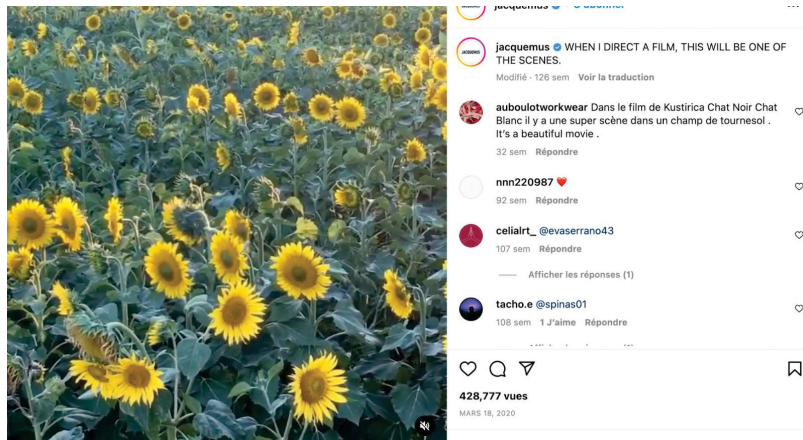 jacquemus S'abonner
jacquemus WHEN I DIRECT A FILM, THIS WILL BE ONE OF
THE SCENES.
Modifié · 126 sem Voir la traduction
auboulotworkwear Dans le film de Kustirica Chat Noir Chat
Blanc il y a une super scène dans un champ de tournesol .
It's a beautiful movie .
32 sem Répondre
nnn220987 ❤️
92 sem Répondre
celialrt_ @evaserrano43
107 sem Répondre
Afficher les réponses (1)
tacho.e @spinas01
108 sem 1 J'aime Répondre
428,777 vues
MARS 18, 2020